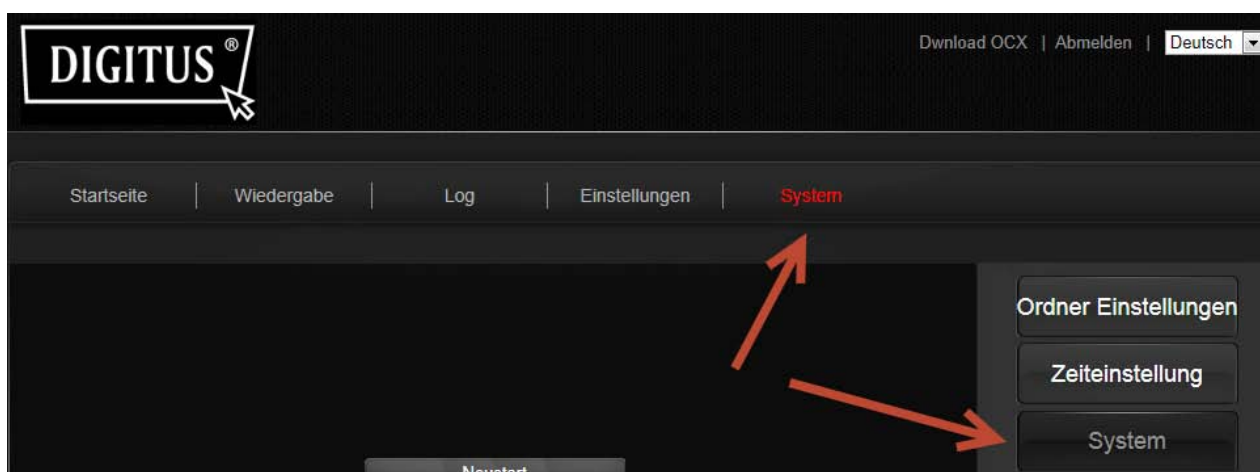 DIGITUS®
Dwnload OCX | Abmelden | Deutsch
Startseite | Wiedergabe | Log | Einstellungen | System
Ordner Einstellungen
Zeiteinstellung
System
Neustart